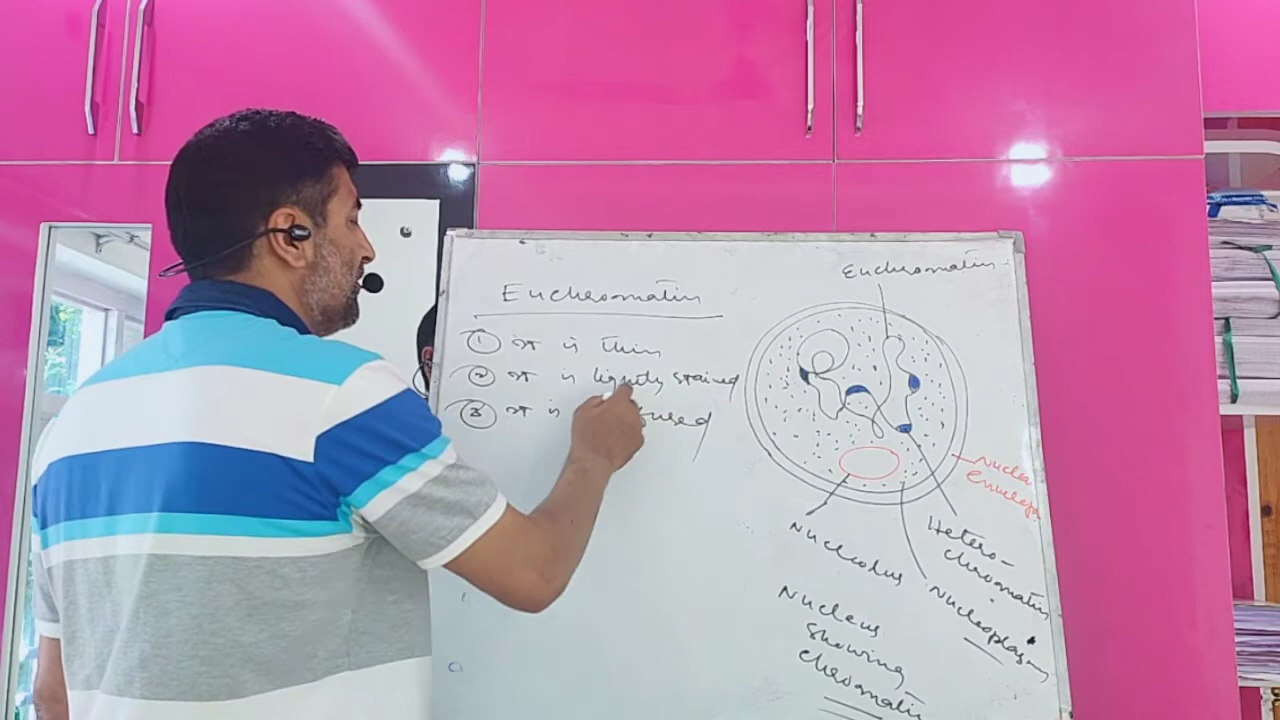 Euchromatin
① It is thin
② It is lightly stained
③ It is
Euchromatin
Nuclear
Envelope
Hetero-
chromatin
Nucleoplasm
Nucleolus
Nucleus
showing
chromatin